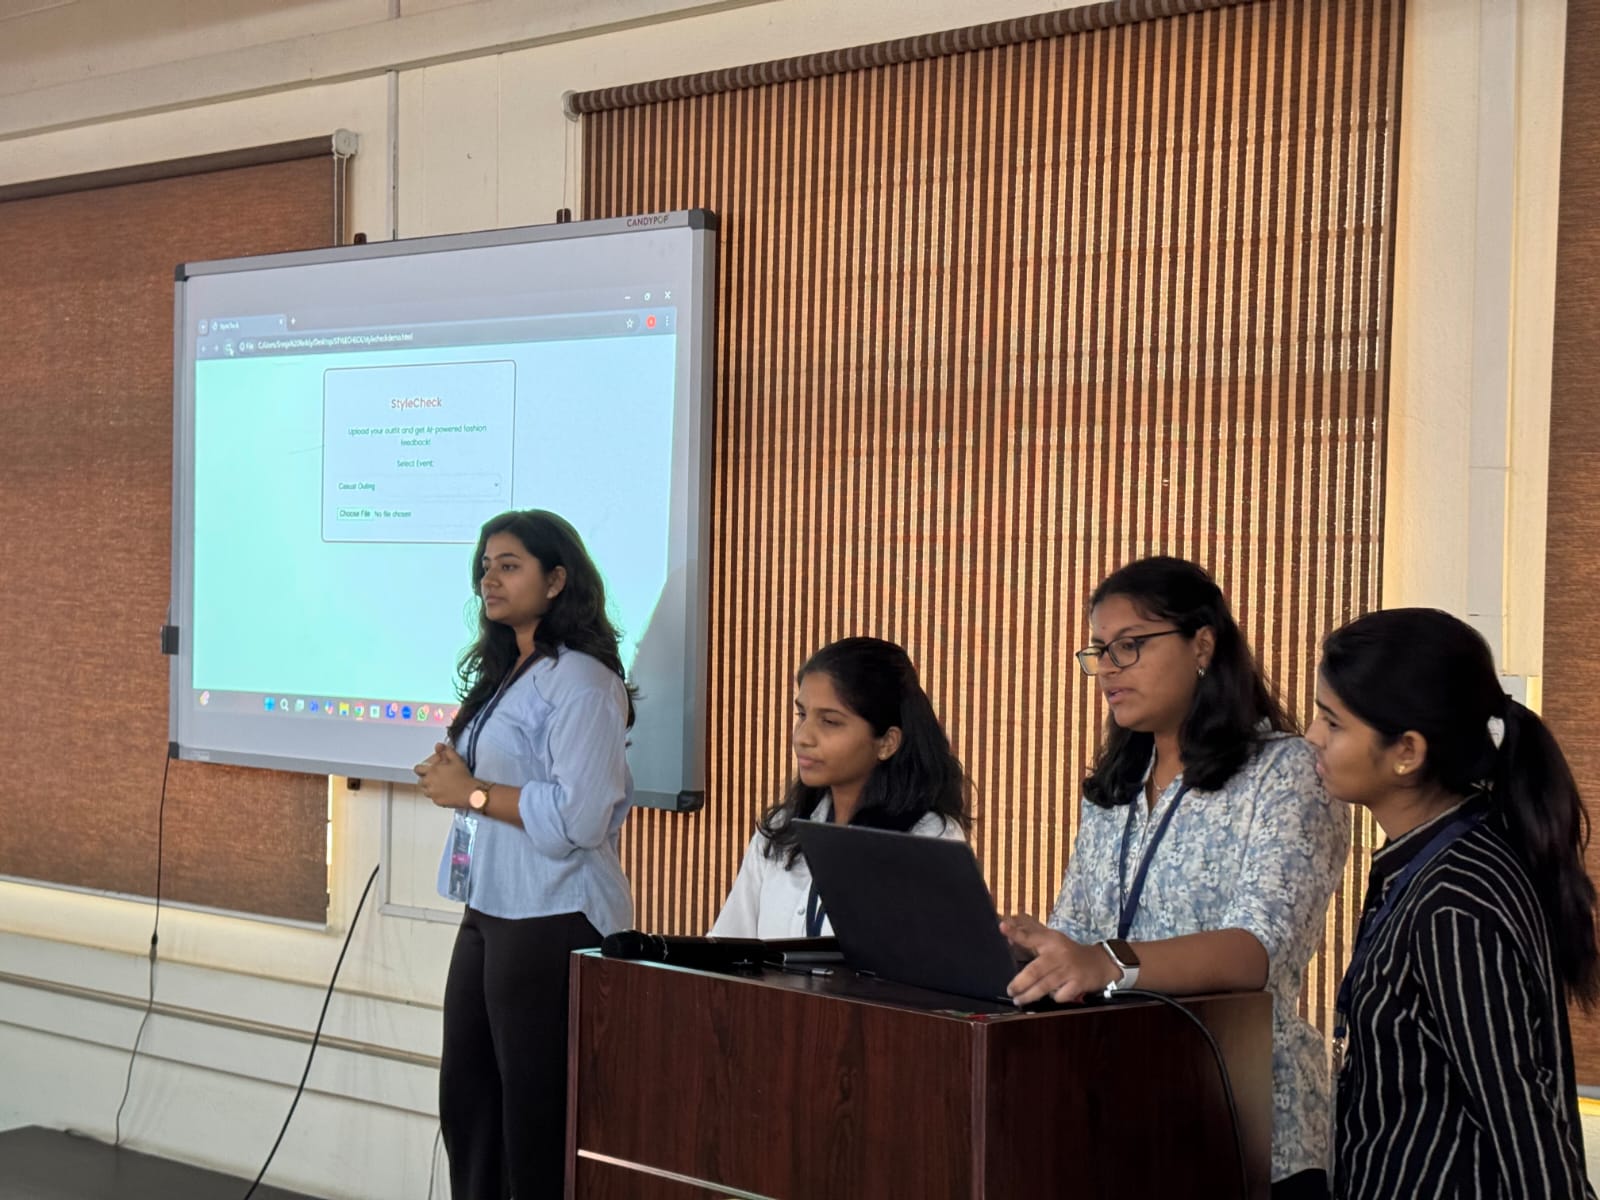 CANDYPOP
StyleCheck
StyleCheck
Upload your outfit and get AI-powered fashion
feedback!
Select Event:
Casual Outing
Choose File No file chosen